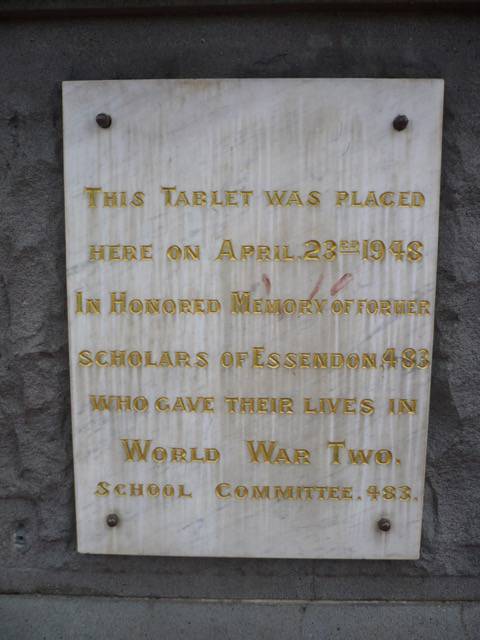 THIS TABLET WAS PLACED
HERE ON APRIL. 23RD 1948
IN HONORED MEMORY OF FORMER
SCHOLARS OF ESSENDON, 483
WHO GAVE THEIR LIVES IN
WORLD WAR TWO.
SCHOOL COMMITTEE. 483.